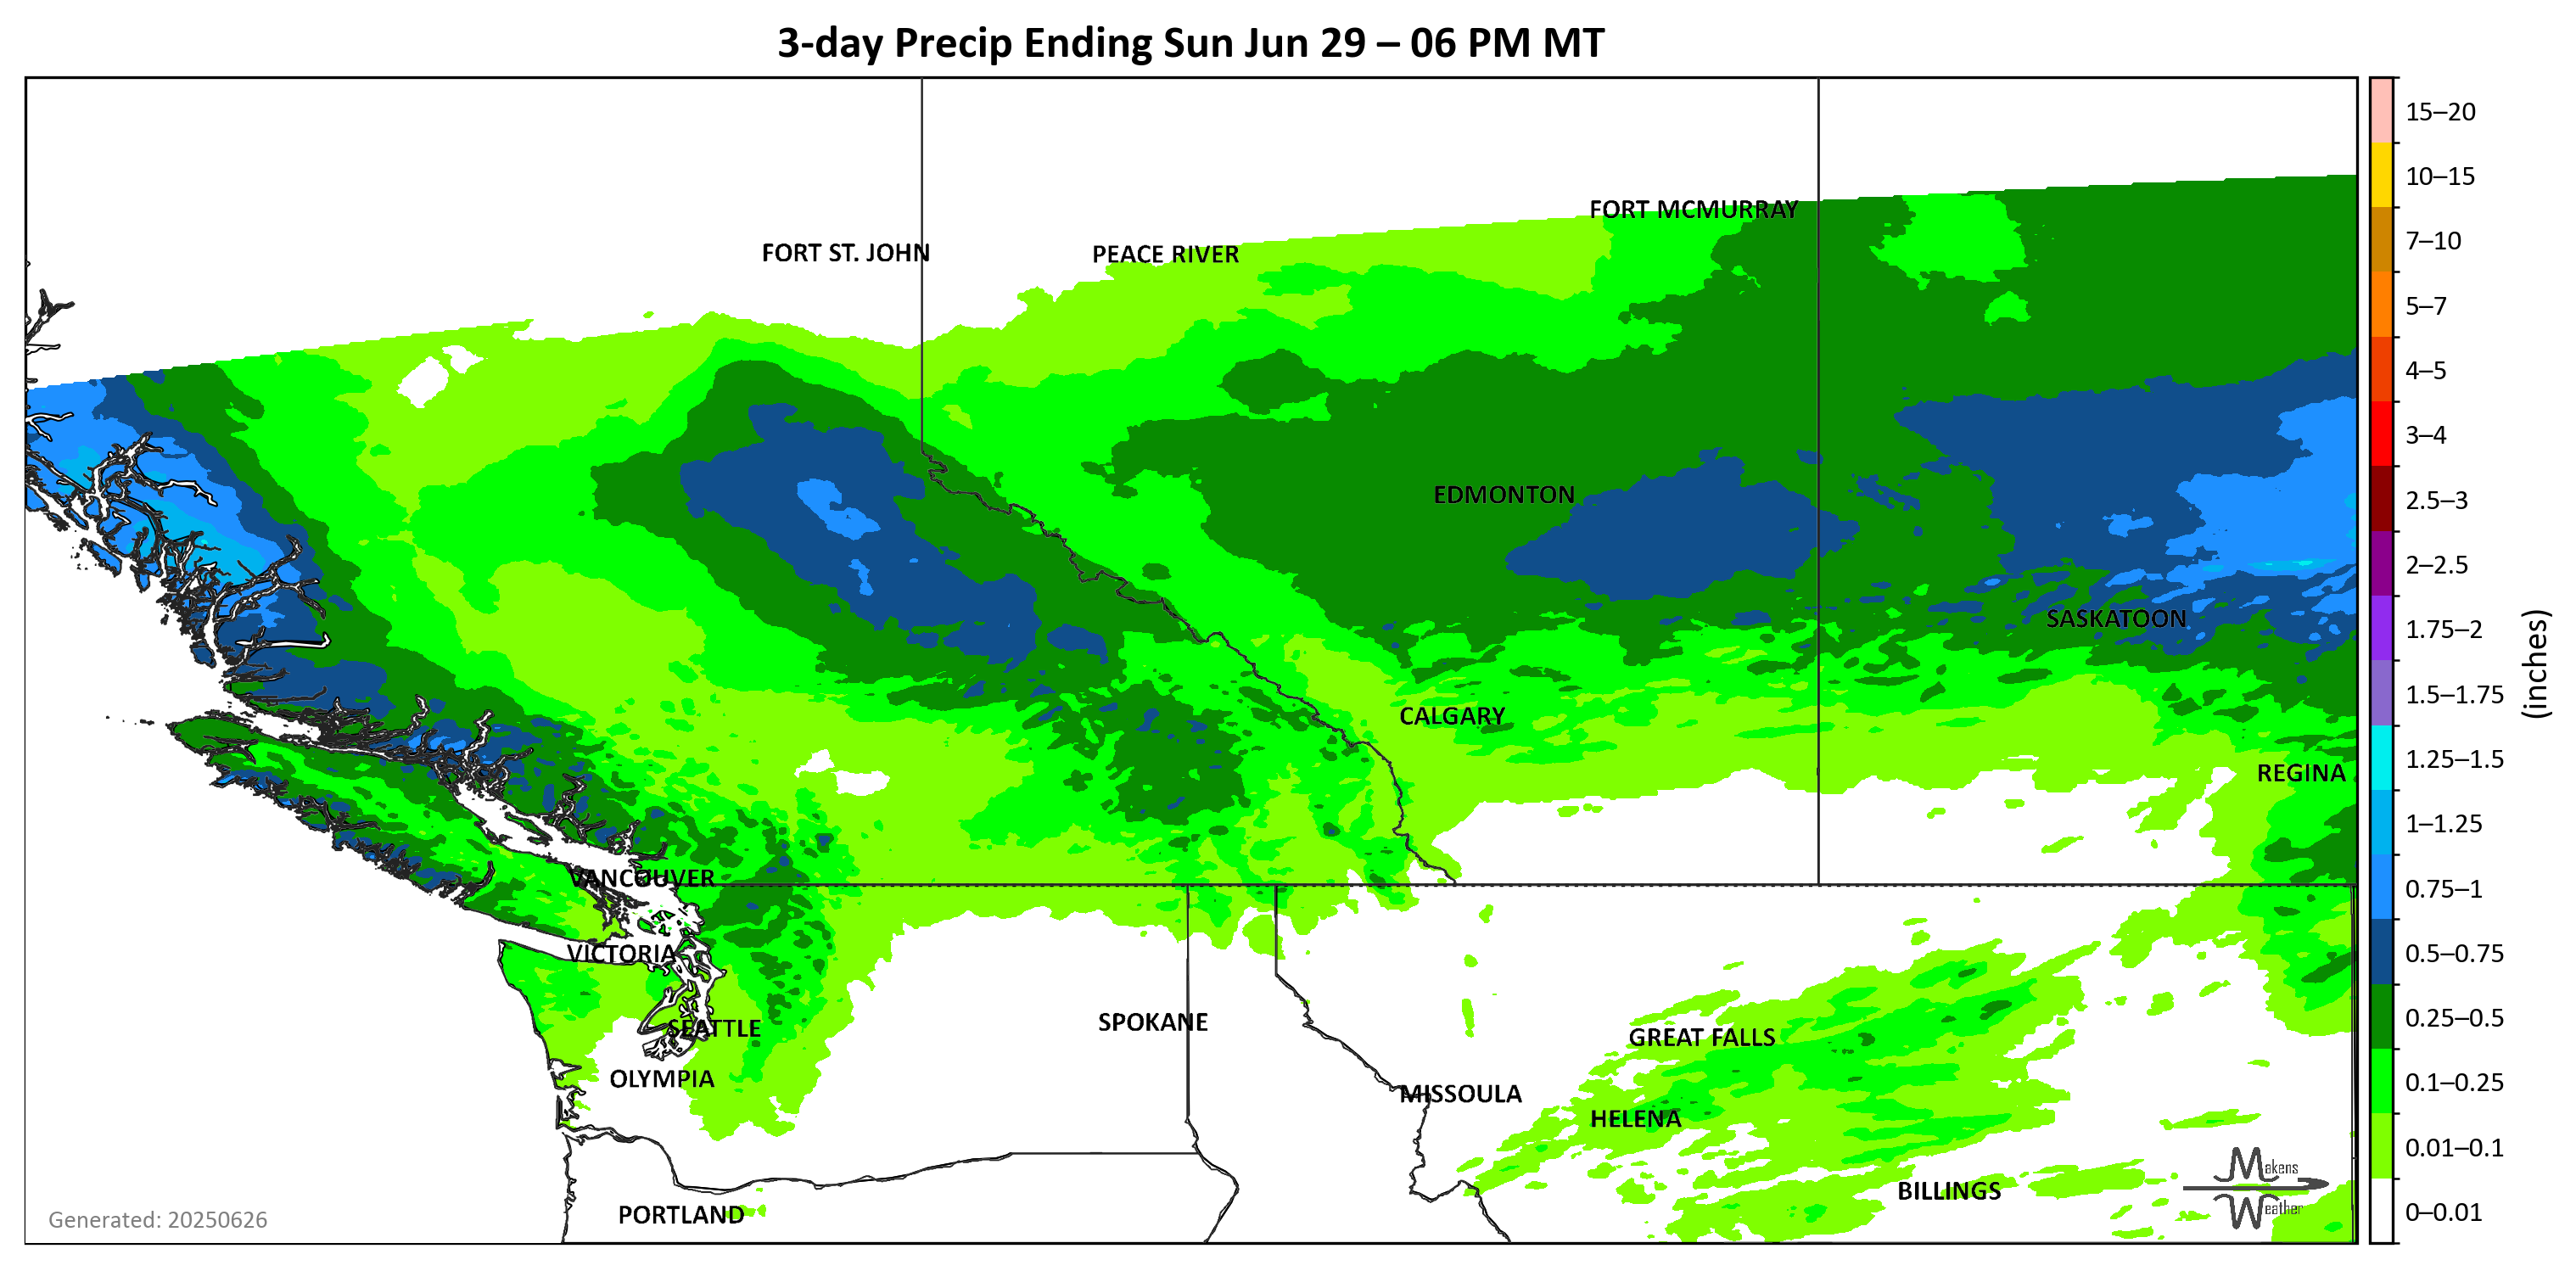 3-day Precip Ending Sun Jun 29 – 06 PM MT
15–20
10–15
7–10
5–7
4–5
3–4
2.5–3
2–2.5
1.75–2
1.5–1.75
1.25–1.5
1–1.25
0.75–1
0.5–0.75
0.25–0.5
0.1–0.25
0.01–0.1
0–0.01
(inches)
FORT MCMURRAY
FORT ST. JOHN
PEACE RIVER
EDMONTON
SASKATOON
CALGARY
REGINA
VANCOUVER
VICTORIA
SPOKANE
SEATTLE
GREAT FALLS
OLYMPIA
MISSOULA
HELENA
BILLINGS
PORTLAND
Makens
Weather
Generated: 20250626